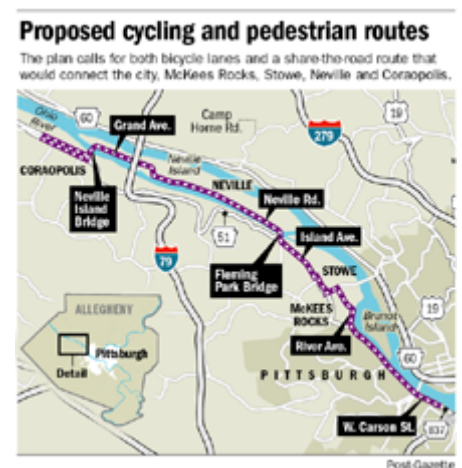 Proposed cycling and pedestrian routes
The plan calls for both bicycle lanes and a share-the-road route that
would connect the city, McKees Rocks, Stowe, Neville and Coraopolis.
Ohio
River
60
Grand Ave.
Camp
Horne Rd.
279
19
CORAOPOLIS
Neville
Island
NEVILLE
Neville
Island
Bridge
Neville Rd.
51
Island Ave.
79
Fleming
Park Bridge
STOWE
McKEES
ROCKS
Brunot
Island
19
ALLEGHENY
Pittsburgh
Detail
River Ave.
60
PITTSBURGH
W. Carson St.
837
Post-Gazette